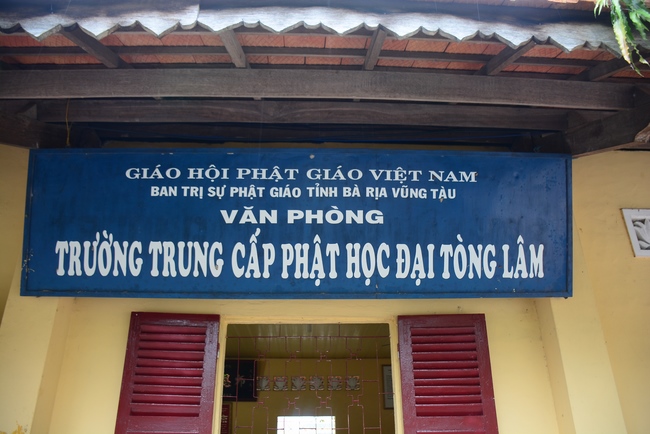 GIÁO HỘI PHẬT GIÁO VIỆT NAM
BAN TRỊ SỰ PHẬT GIÁO TỈNH BÀ RỊA VŨNG TÀU
VĂN PHÒNG
TRƯỜNG TRUNG CẤP PHẬT HỌC ĐẠI TÒNG LÂM